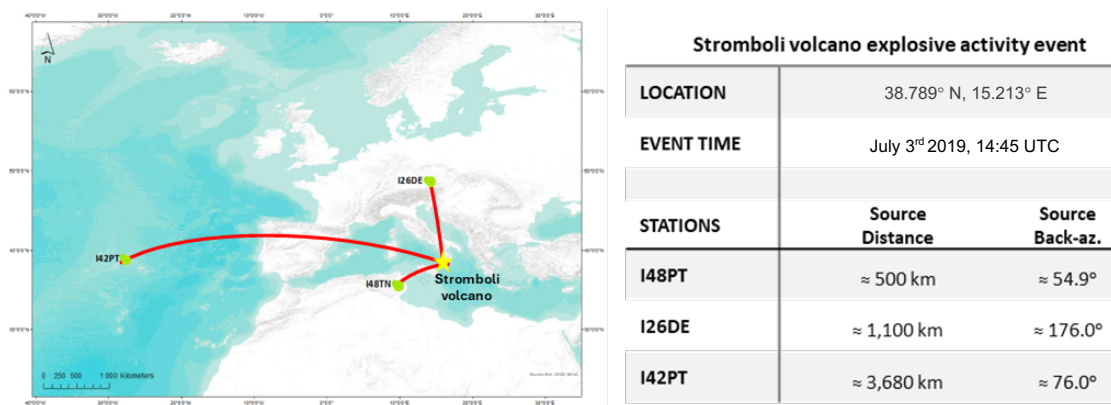 N
I26DE
I42PT
I48TN
Stromboli
volcano
0 250 500 1 000 Kilometers
Stromboli volcano explosive activity event
LOCATION 38.789° N, 15.213° E
EVENT TIME July 3rd 2019, 14:45 UTC
STATIONS Source Distance Source Back-az.
I48PT ≈ 500 km ≈ 54.9°
I26DE ≈ 1,100 km ≈ 176.0°
I42PT ≈ 3,680 km ≈ 76.0°